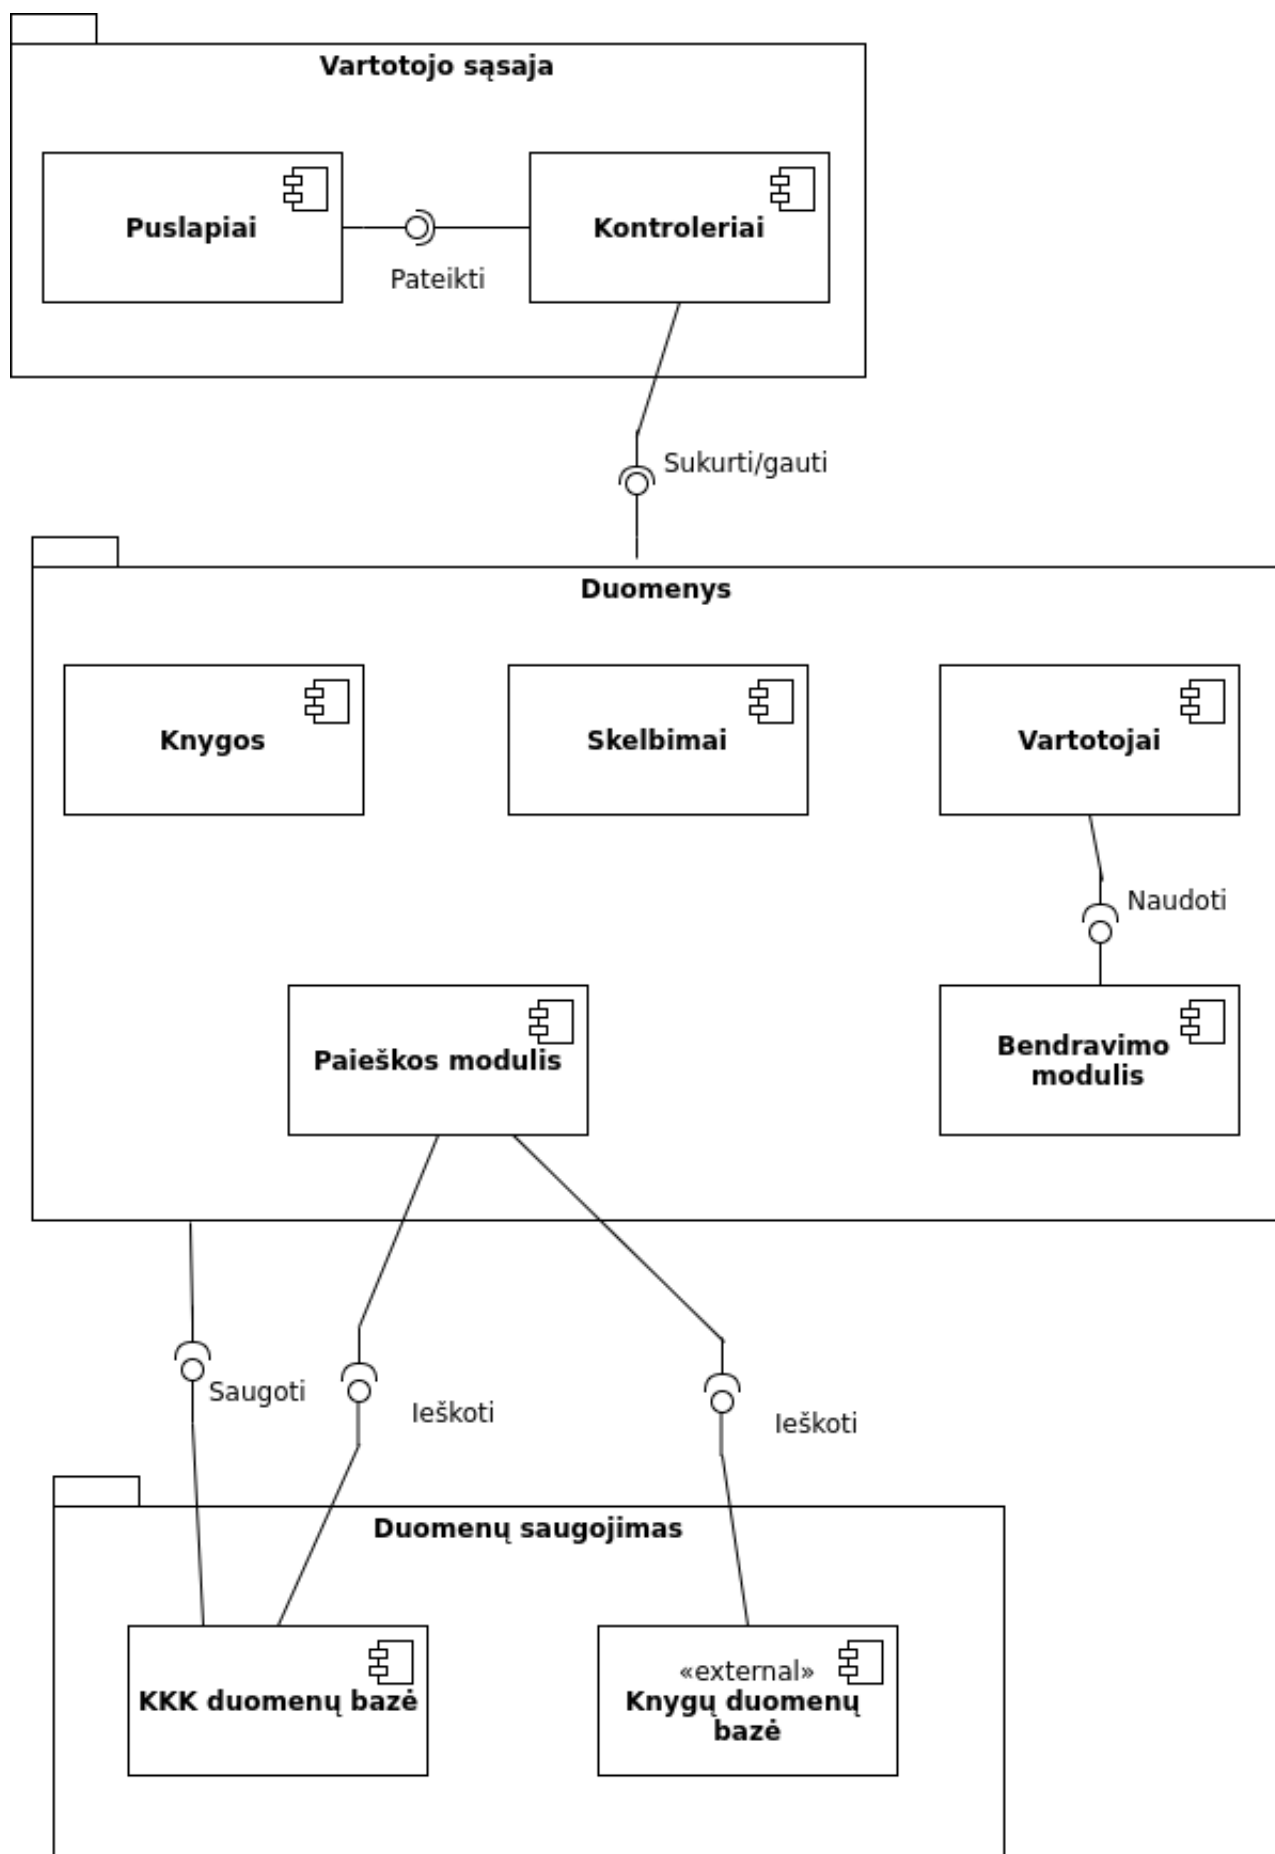 Vartotojo sąsaja
Puslapiai
Kontroleriai
Pateikti
Sukurti/gauti
Duomenys
Knygos
Skelbimai
Vartotojai
Naudoti
Paieškos modulis
Bendravimo
modulis
Saugoti
Ieškoti
Ieškoti
Duomenų saugojimas
KKK duomenų bazė
«external»
Knygų duomenų
bazė